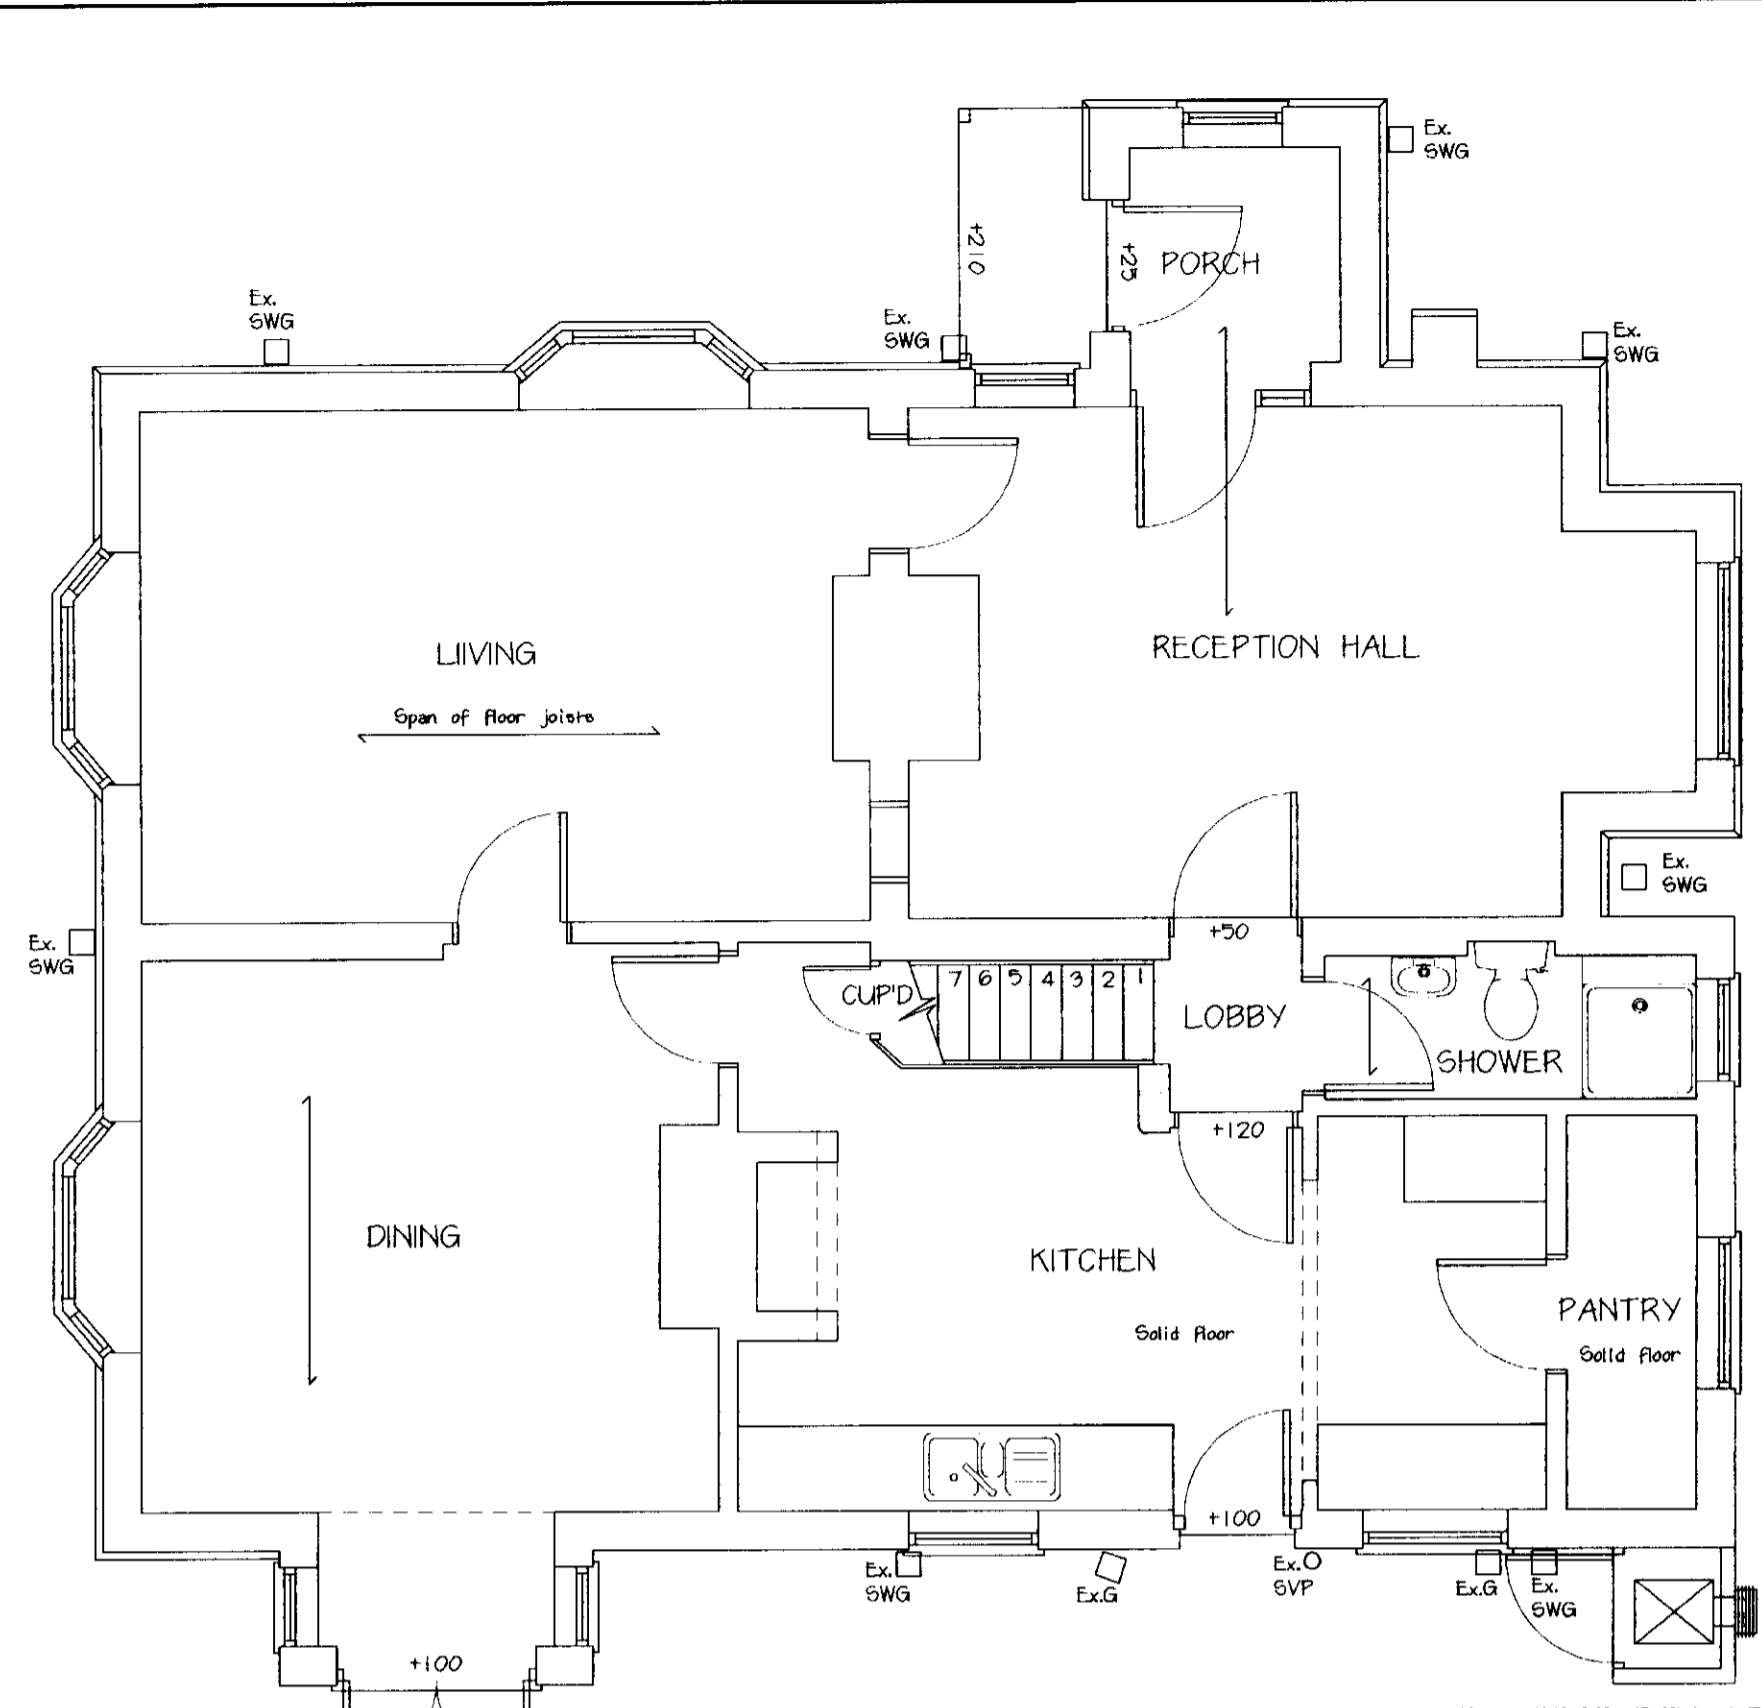 Ex.
SWG
+210
+25
PORCH
Ex.
SWG
Ex.
SWG
Ex.
SWG
LIIVING
RECEPTION HALL
Span of floor joists
Ex.
SWG
Ex.
SWG
+50
CUP'D
7 6 5 4 3 2 1
LOBBY
SHOWER
+120
DINING
KITCHEN
Solid floor
PANTRY
Solid floor
+100
Ex.
SWG
Ex.G
Ex.
SVP
Ex.G
Ex.
SWG
+100